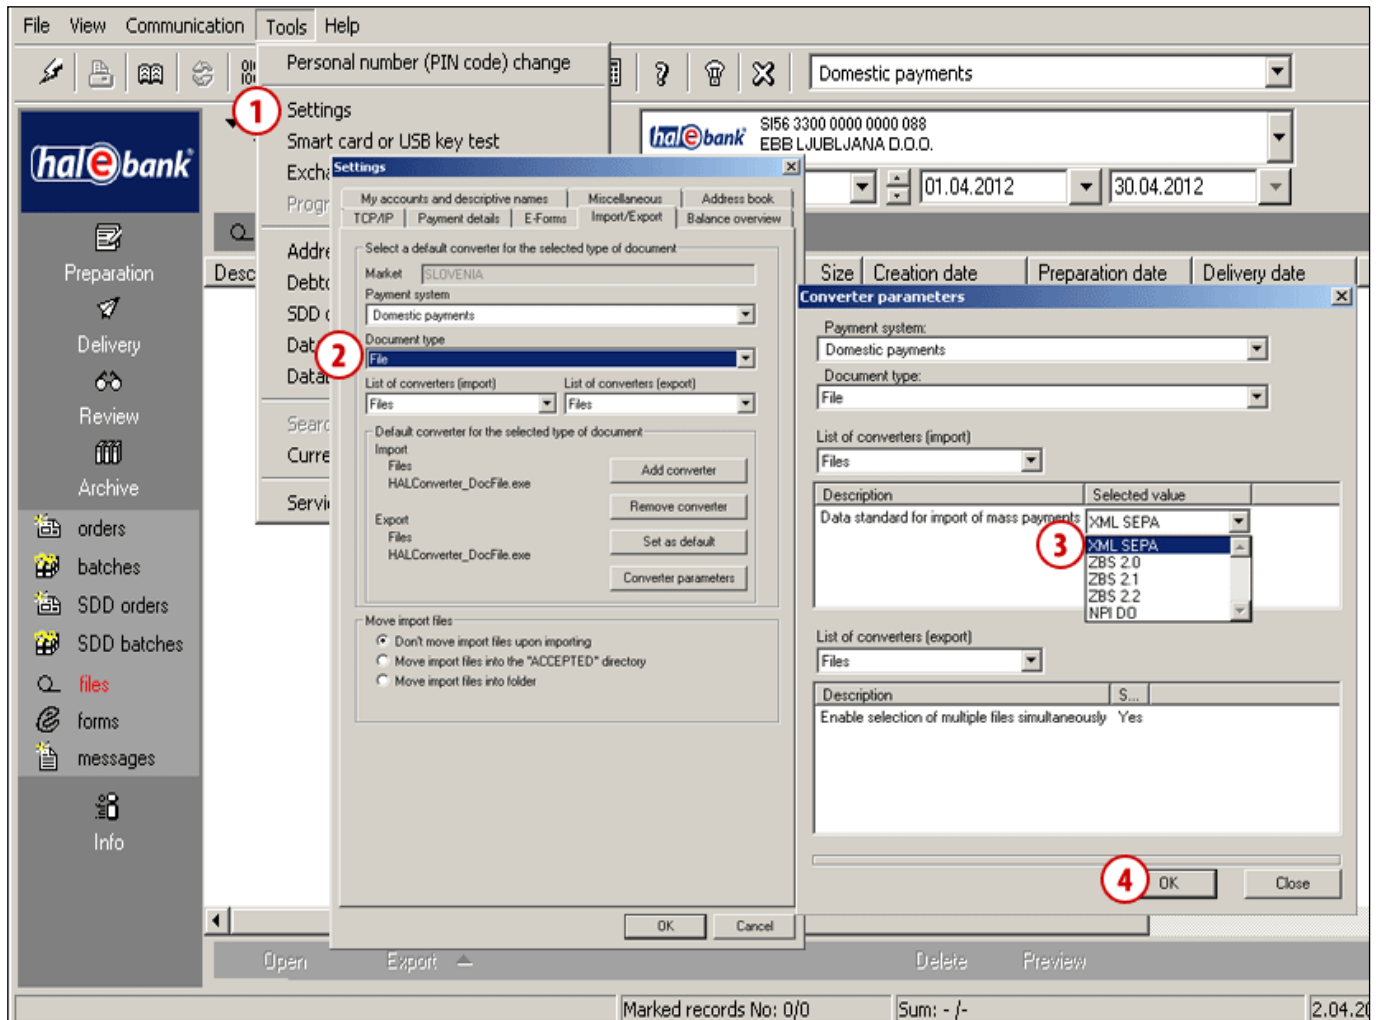 File View Communication Tools Help
Personal number (PIN code) change
Domestic payments
1 Settings
Smart card or USB key test
hal e bank
SI56 3300 0000 0000 088
EBB LJUBLJANA D.O.O.
hal e bank
Settings
01.04.2012 30.04.2012
My accounts and descriptive names Miscellaneous Address book
TCP/IP Payment details E-Forms Import/Export Balance overview
Select a default converter for the selected type of document
Market SLOVENIA
Payment system
Domestic payments
2 Document type
File
List of converters (import) List of converters (export)
Files Files
Default converter for the selected type of document
Import
Files
HALConverter_DocFile.exe
Add converter
Remove converter
Export
Files
HALConverter_DocFile.exe
Set as default
Converter parameters
Move import files
Don't move import files upon importing
Move import files into the "ACCEPTED" directory
Move import files into folder
OK Cancel
Size Creation date Preparation date Delivery date
Converter parameters
Payment system:
Domestic payments
Document type:
File
List of converters (import)
Files
Description Selected value
Data standard for import of mass payments XML SEPA
3 XML SEPA
ZBS 2.0
ZBS 2.1
ZBS 2.2
NPI DO
List of converters (export)
Files
Description S...
Enable selection of multiple files simultaneously Yes
4 OK Close
Preparation
Delivery
Review
Archive
orders
batches
SDD orders
SDD batches
files
forms
messages
Info
Open Export Delete Preview
Marked records No: 0/0 Sum: - /- 2.04.20